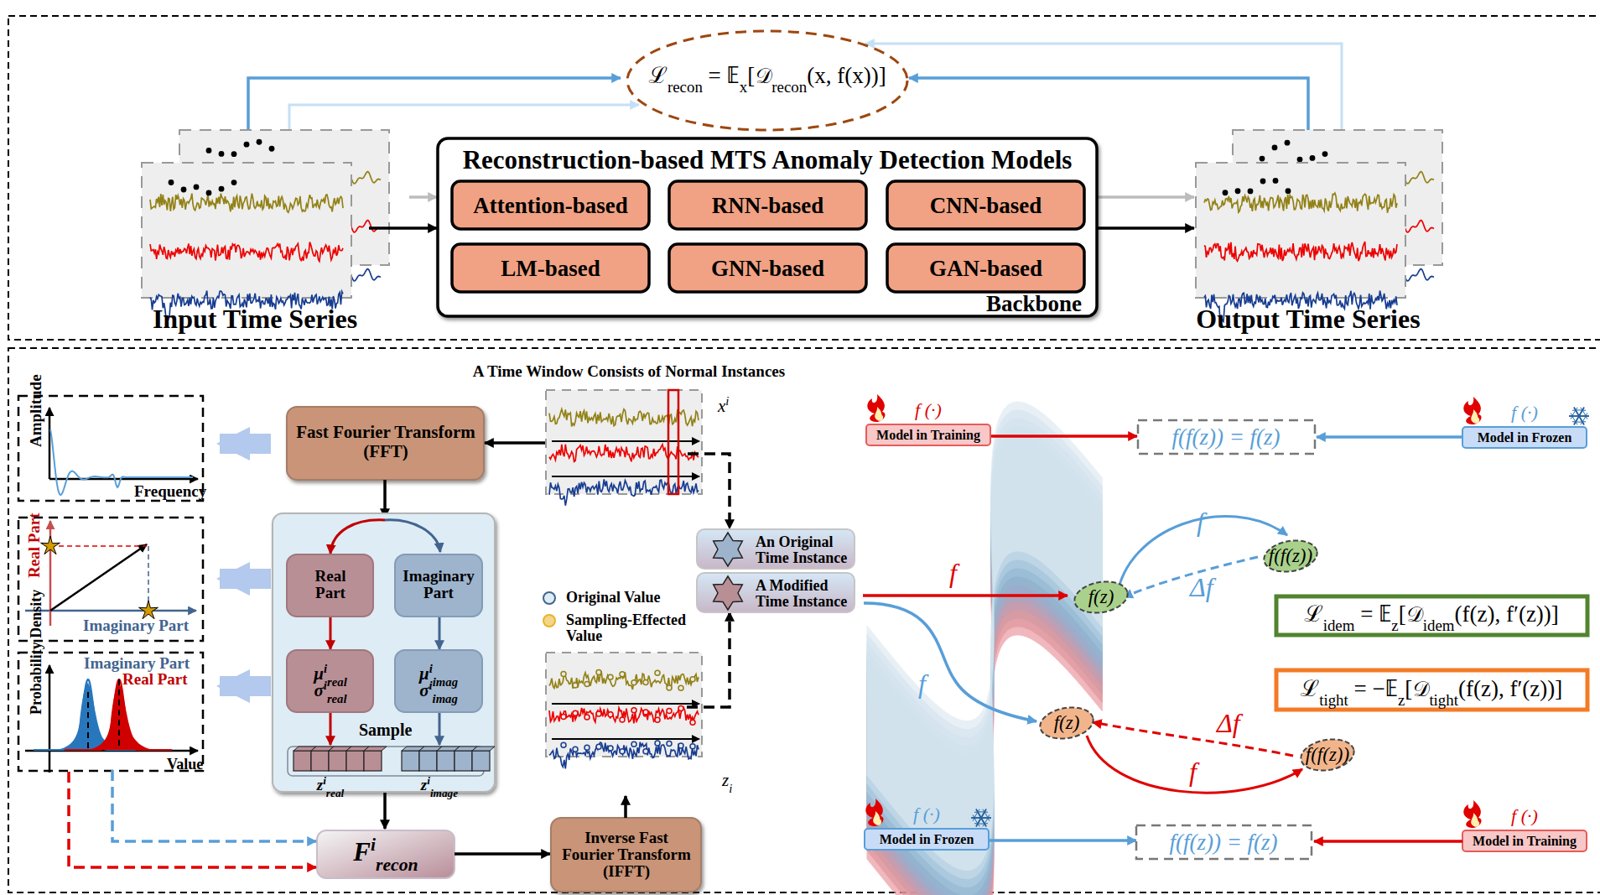 ℒrecon = 𝔼x[𝒟recon(x, f(x))]
Reconstruction-based MTS Anomaly Detection Models
Attention-based
RNN-based
CNN-based
LM-based
GNN-based
GAN-based
Backbone
Input Time Series
Output Time Series
A Time Window Consists of Normal Instances
Amplitude
Frequency
Fast Fourier Transform
(FFT)
xⁱ
f (·)
Model in Training
f(f(z)) = f(z)
f (·)
Model in Frozen
Real Part
Imaginary Part
Real
Part
Imaginary
Part
An Original
Time Instance
A Modified
Time Instance
Original Value
Sampling-Effected
Value
f
f
f(z)
f(f(z))
Δf
ℒidem = 𝔼z[𝒟idem(f(z), f′(z))]
ℒtight = −𝔼z[𝒟tight(f(z), f′(z))]
Probability Density
Imaginary Part
Real Part
Value
μⁱreal
σⁱreal
μⁱimag
σⁱimag
Sample
zⁱreal
zⁱimage
zi
f
f(z)
Δf
f(f(z))
f
Fⁱrecon
Inverse Fast
Fourier Transform
(IFFT)
f (·)
Model in Frozen
f(f(z)) = f(z)
f (·)
Model in Training